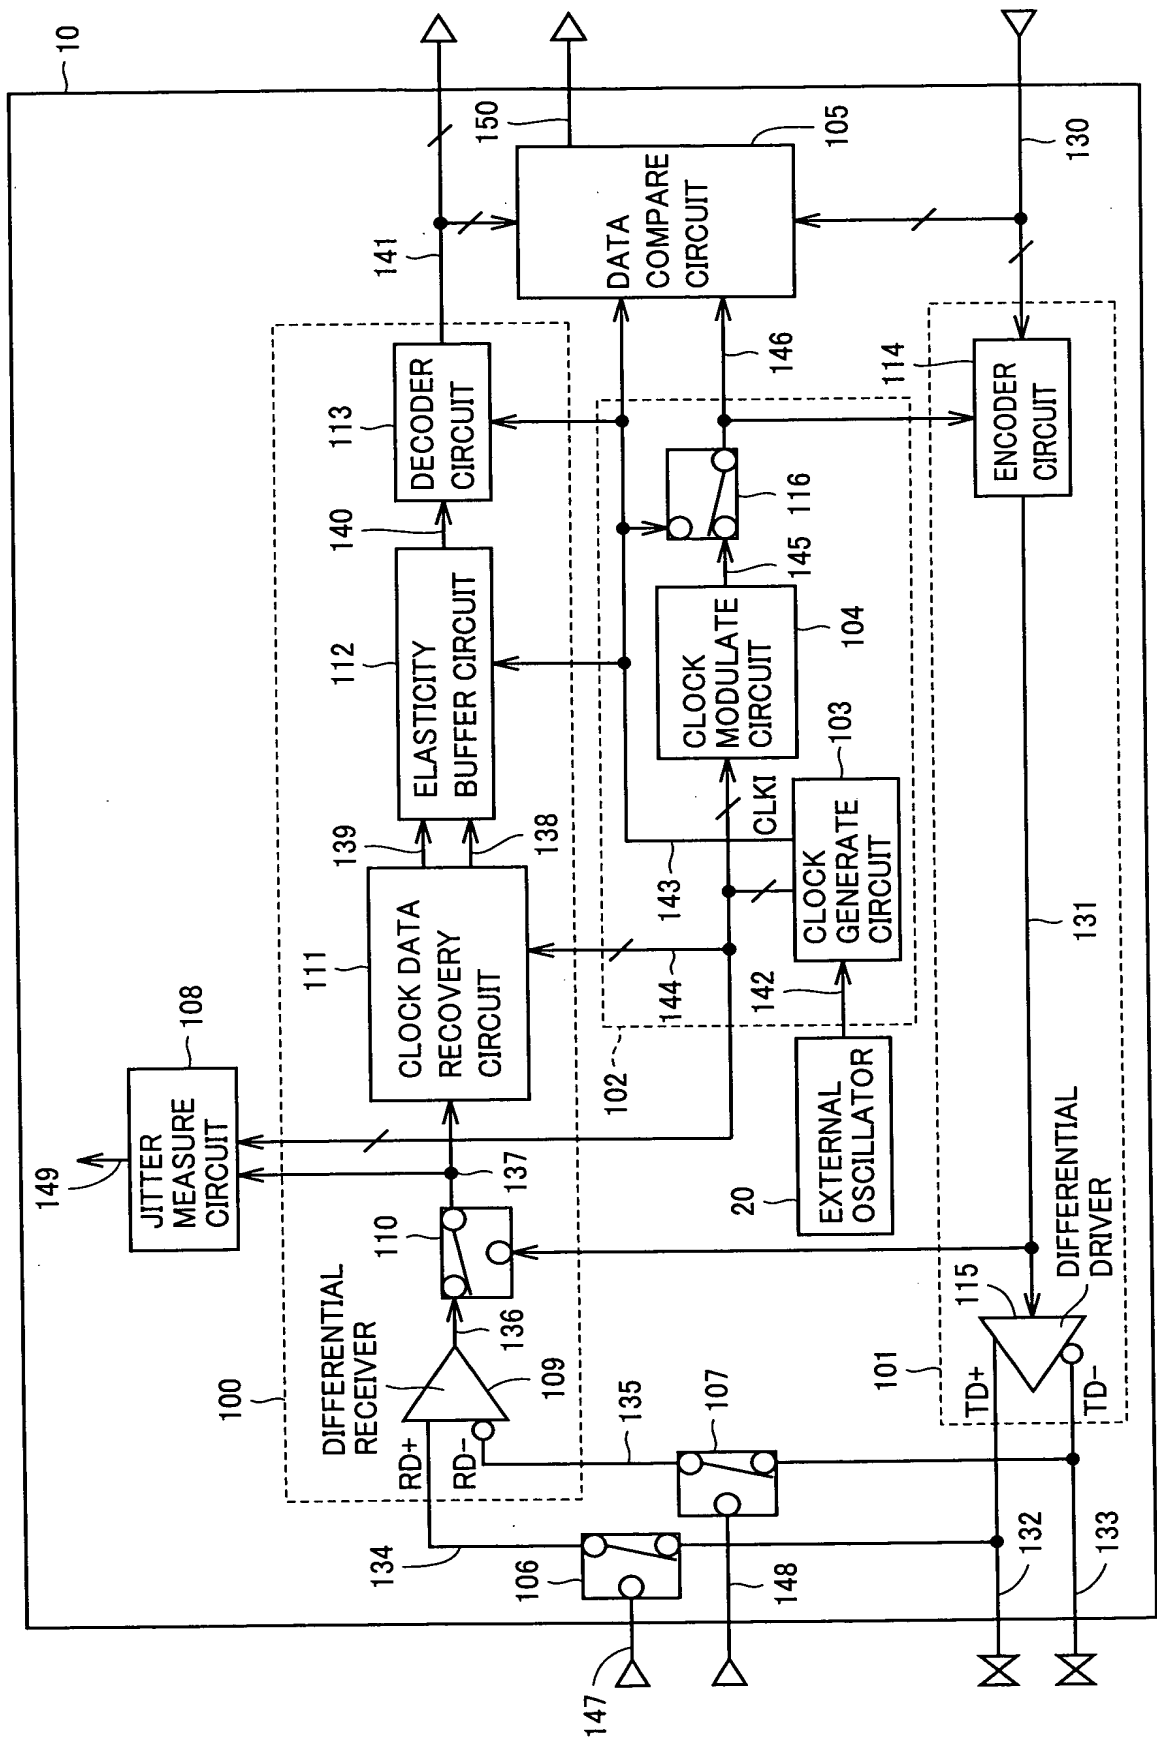 10
150
105
130
141
DATA
COMPARE
CIRCUIT
146
114
ENCODER
CIRCUIT
113
DECODER
CIRCUIT
140
116
145
112
ELASTICITY
BUFFER CIRCUIT
CLOCK
MODULATE
CIRCUIT
104
103
CLKI
139
138
143
CLOCK
GENERATE
CIRCUIT
131
111
CLOCK DATA
RECOVERY
CIRCUIT
144
142
102
108
JITTER
MEASURE
CIRCUIT
149
137
20
EXTERNAL
OSCILLATOR
110
136
DIFFERENTIAL
RECEIVER
109
100
RD+
RD−
135
107
134
106
147
148
101
115
DIFFERENTIAL
DRIVER
TD+
TD−
132
133